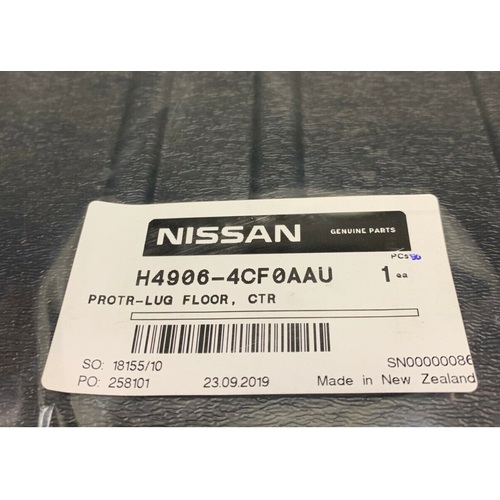 NISSAN GENUINE PARTS
PCs
H4906-4CF0AAU 1
PROTR-LUG FLOOR, CTR
SO: 18155/10 SN00000086
PO: 258101 23.09.2019 Made in New Zealand